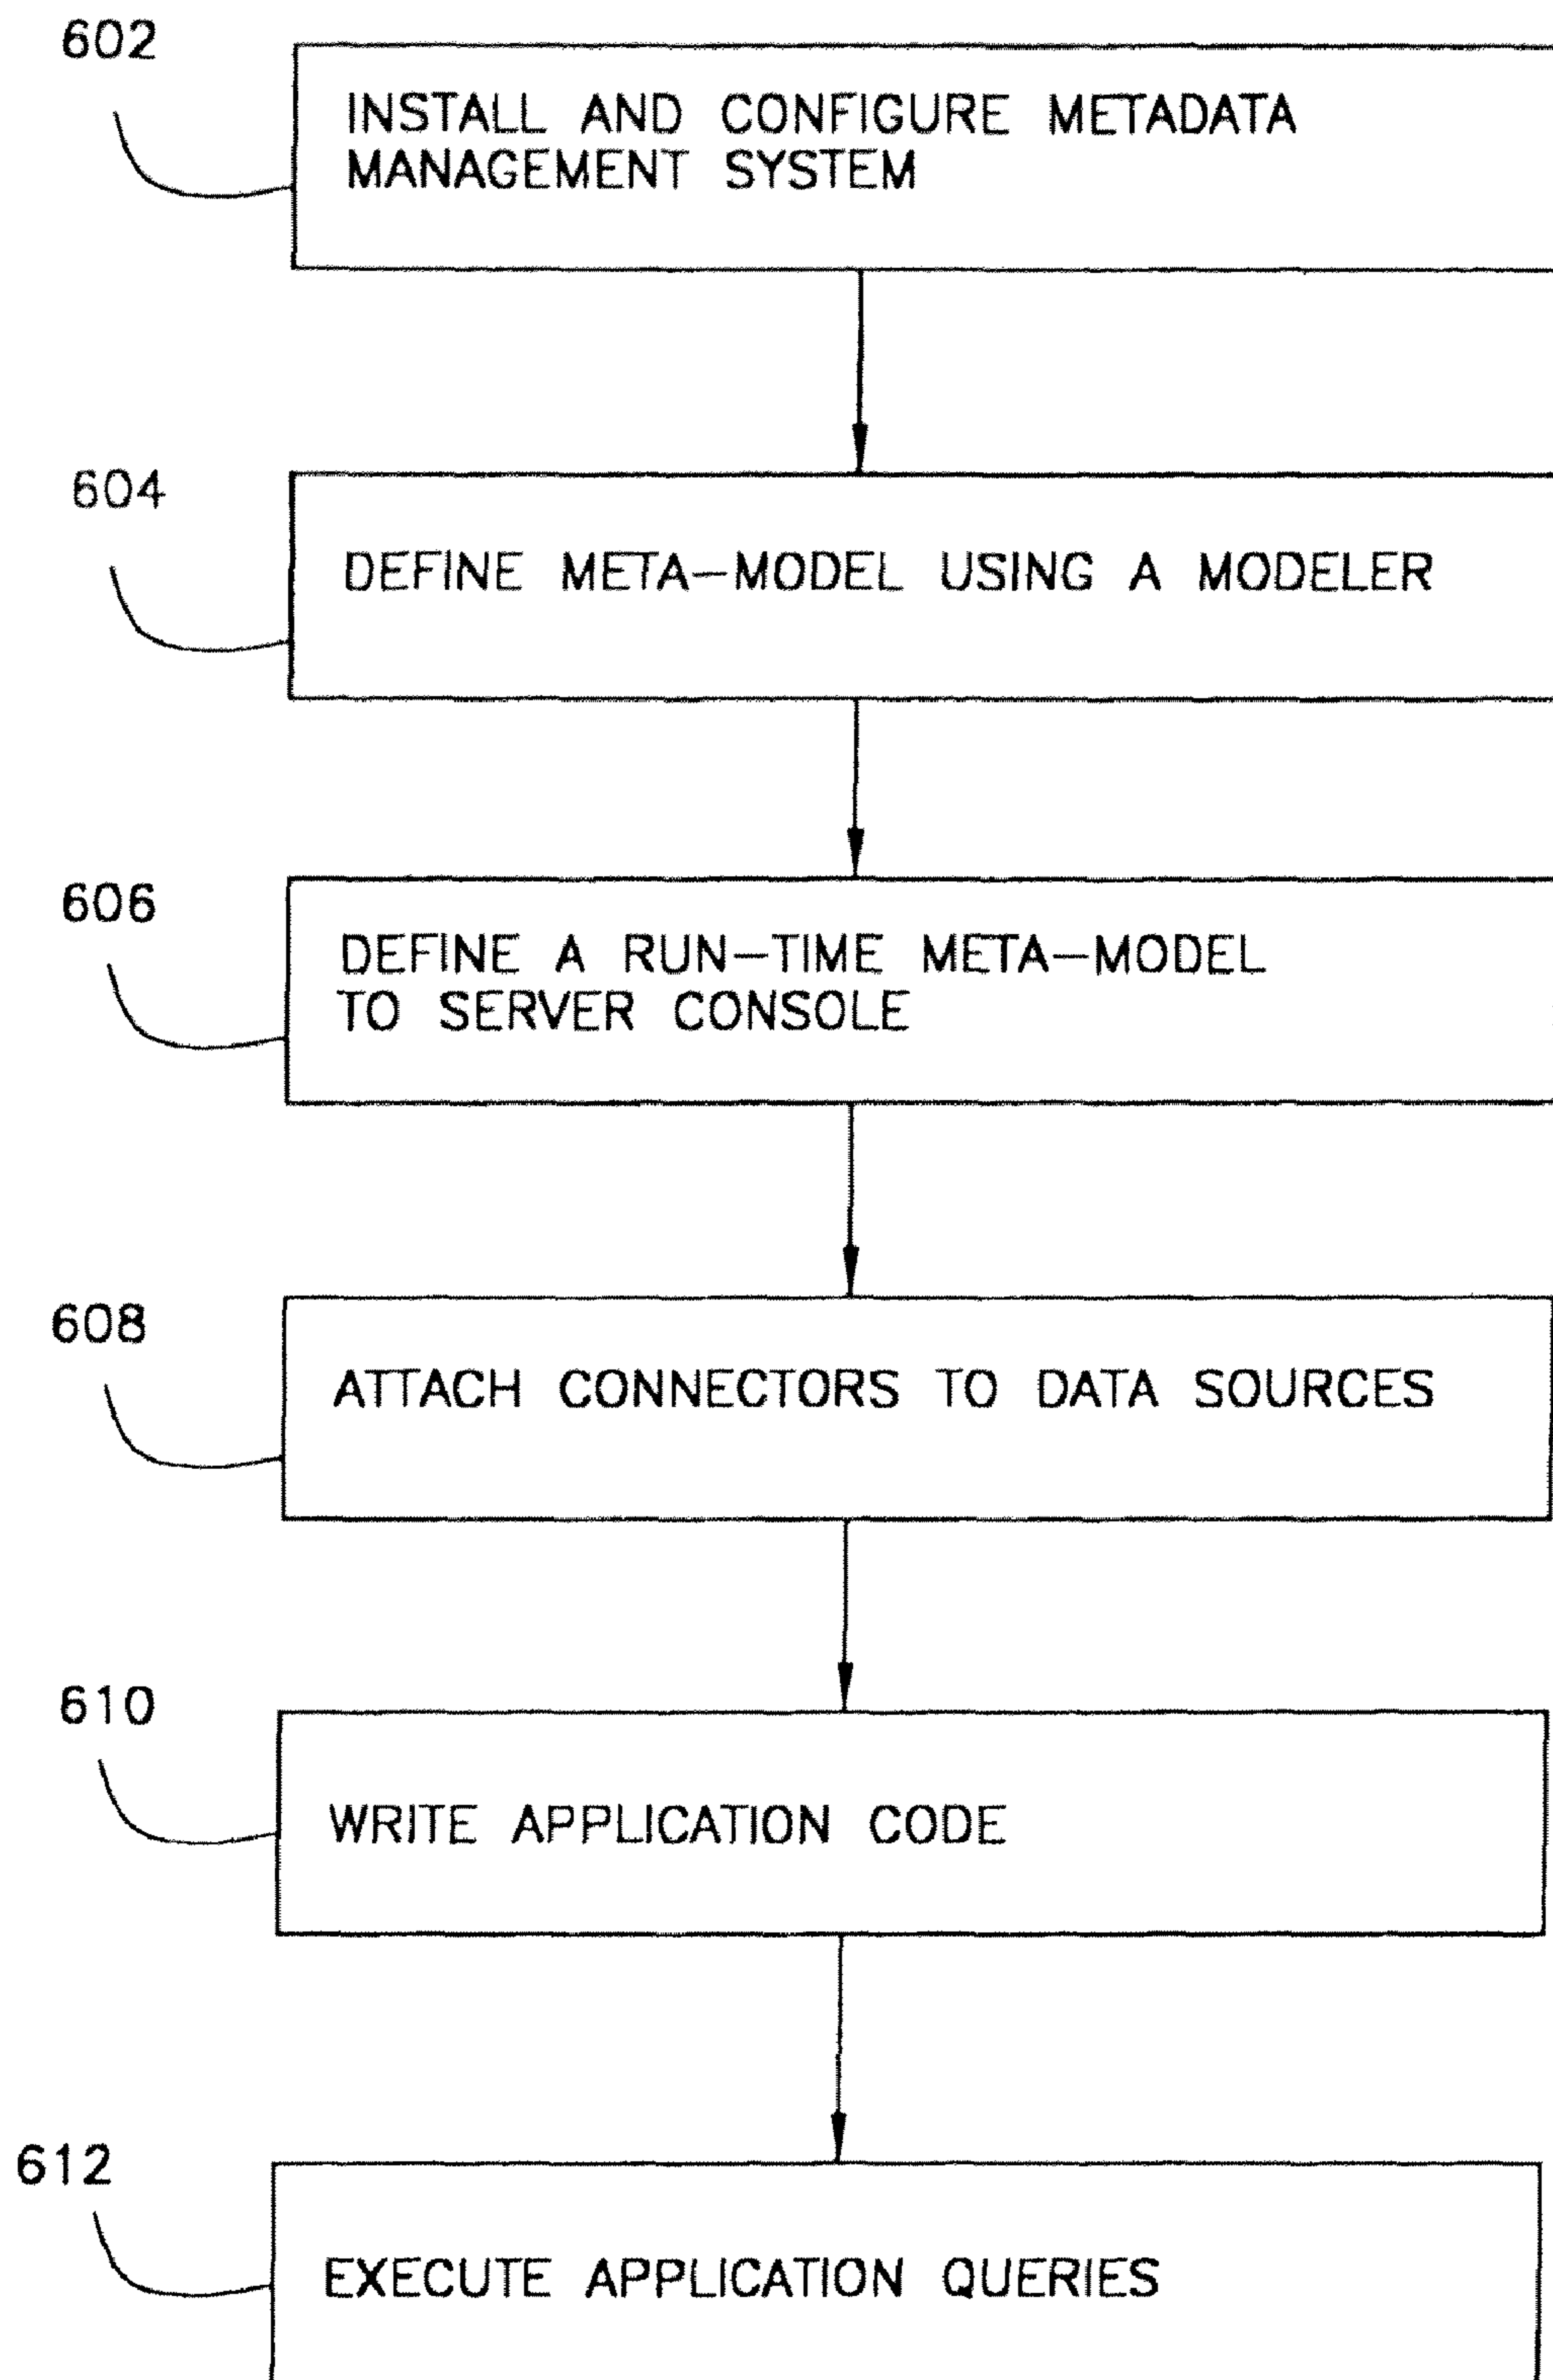 602
INSTALL AND CONFIGURE METADATA
MANAGEMENT SYSTEM
604
DEFINE META–MODEL USING A MODELER
606
DEFINE A RUN–TIME META–MODEL
TO SERVER CONSOLE
608
ATTACH CONNECTORS TO DATA SOURCES
610
WRITE APPLICATION CODE
612
EXECUTE APPLICATION QUERIES